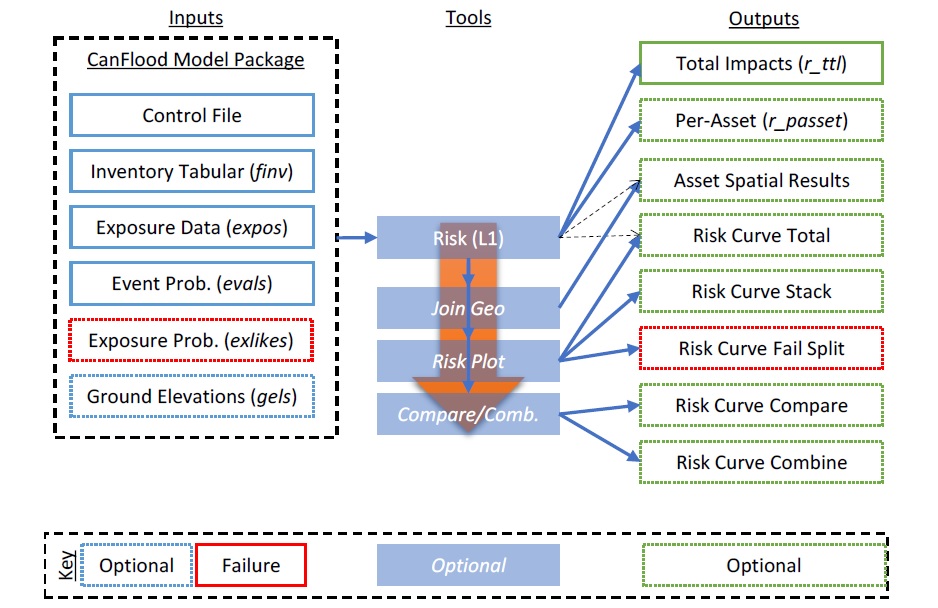 Inputs
Tools
Outputs
CanFlood Model Package
Control File
Inventory Tabular (finv)
Exposure Data (expos)
Event Prob. (evals)
Exposure Prob. (exlikes)
Ground Elevations (gels)
Risk (L1)
Join Geo
Risk Plot
Compare/Comb.
Total Impacts (r_ttl)
Per-Asset (r_passet)
Asset Spatial Results
Risk Curve Total
Risk Curve Stack
Risk Curve Fail Split
Risk Curve Compare
Risk Curve Combine
Key
Optional
Failure
Optional
Optional